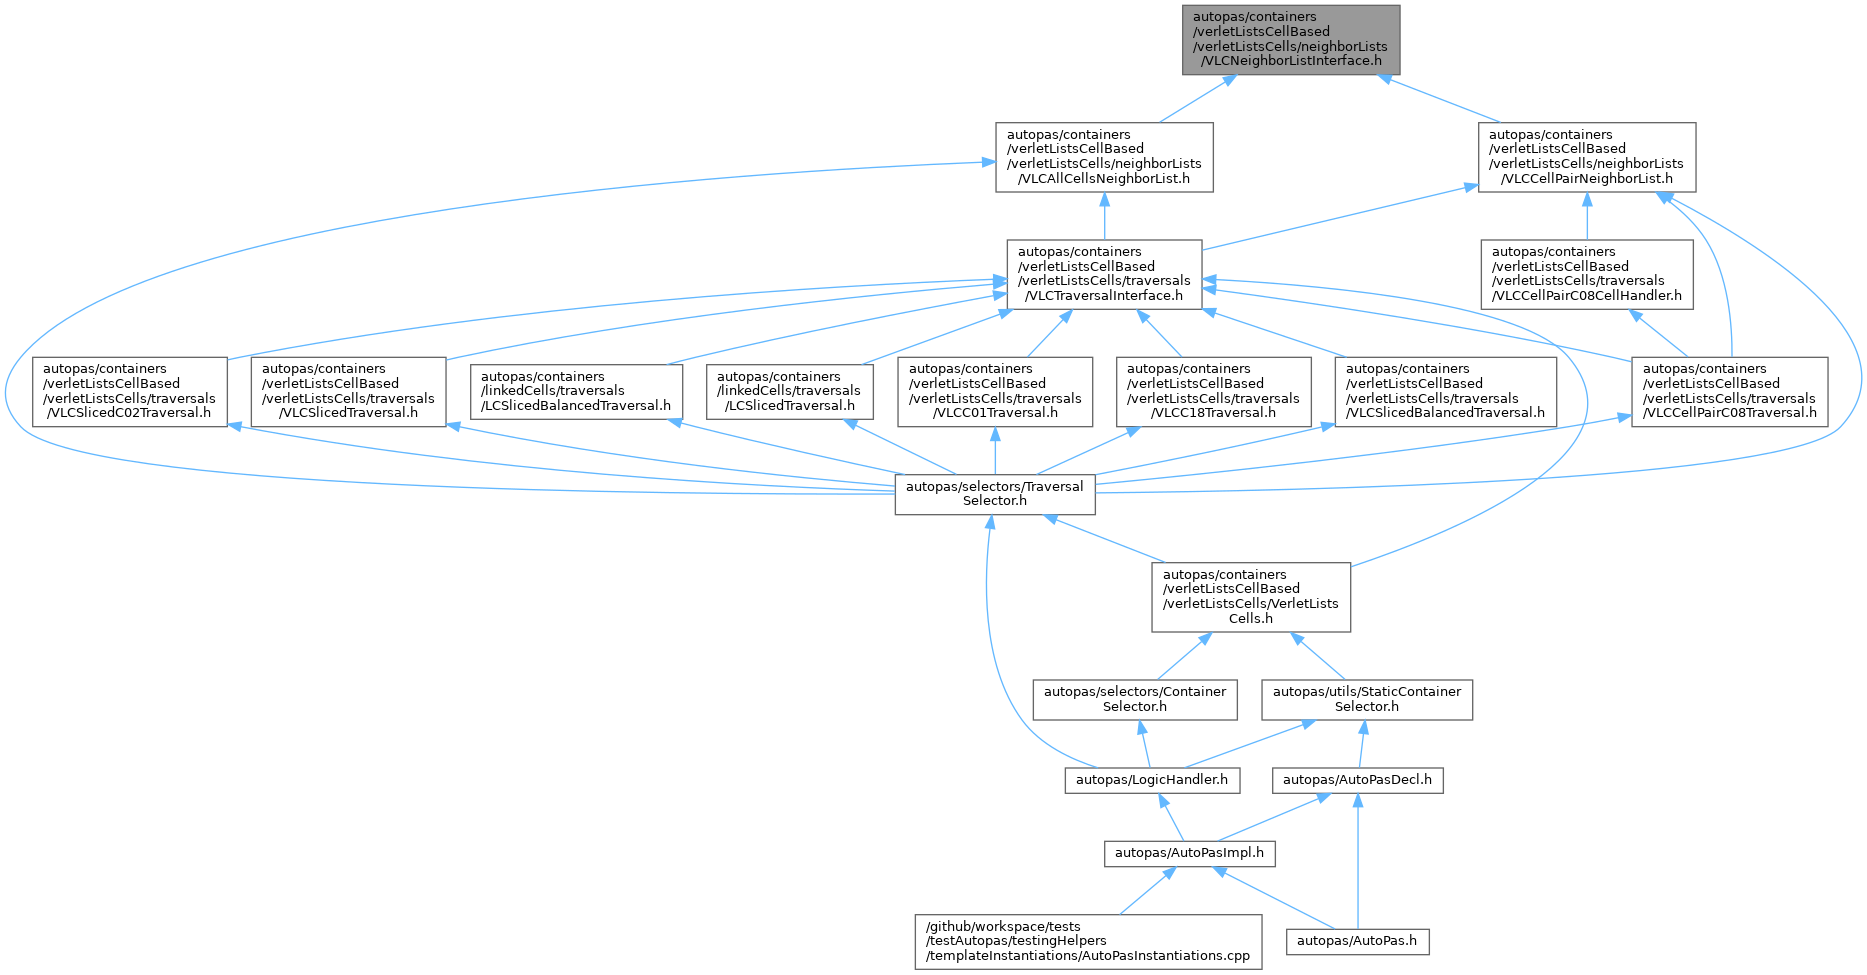 autopas/containers
/verletListsCellBased
/verletListsCells/neighborLists
/VLCNeighborListInterface.h
autopas/containers
/verletListsCellBased
/verletListsCells/neighborLists
/VLCAllCellsNeighborList.h
autopas/containers
/verletListsCellBased
/verletListsCells/neighborLists
/VLCCellPairNeighborList.h
autopas/containers
/verletListsCellBased
/verletListsCells/traversals
/VLCTraversalInterface.h
autopas/containers
/verletListsCellBased
/verletListsCells/traversals
/VLCCellPairC08CellHandler.h
autopas/containers
/verletListsCellBased
/verletListsCells/traversals
/VLCSlicedC02Traversal.h
autopas/containers
/verletListsCellBased
/verletListsCells/traversals
/VLCSlicedTraversal.h
autopas/containers
/linkedCells/traversals
/LCSlicedBalancedTraversal.h
autopas/containers
/linkedCells/traversals
/LCSlicedTraversal.h
autopas/containers
/verletListsCellBased
/verletListsCells/traversals
/VLCC01Traversal.h
autopas/containers
/verletListsCellBased
/verletListsCells/traversals
/VLCC18Traversal.h
autopas/containers
/verletListsCellBased
/verletListsCells/traversals
/VLCSlicedBalancedTraversal.h
autopas/containers
/verletListsCellBased
/verletListsCells/traversals
/VLCCellPairC08Traversal.h
autopas/selectors/Traversal
Selector.h
autopas/containers
/verletListsCellBased
/verletListsCells/VerletLists
Cells.h
autopas/selectors/Container
Selector.h
autopas/utils/StaticContainer
Selector.h
autopas/LogicHandler.h
autopas/AutoPasDecl.h
autopas/AutoPasImpl.h
/github/workspace/tests
/testAutopas/testingHelpers
/templateInstantiations/AutoPasInstantiations.cpp
autopas/AutoPas.h